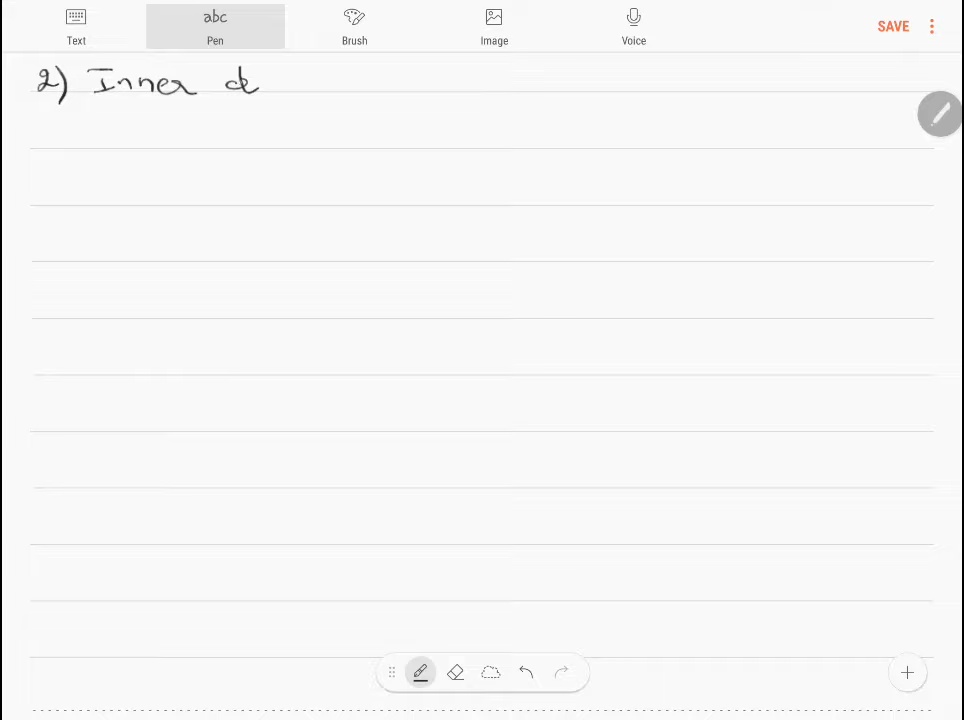 Text
abc
Pen
Brush
Image
Voice
SAVE
2) Inner d